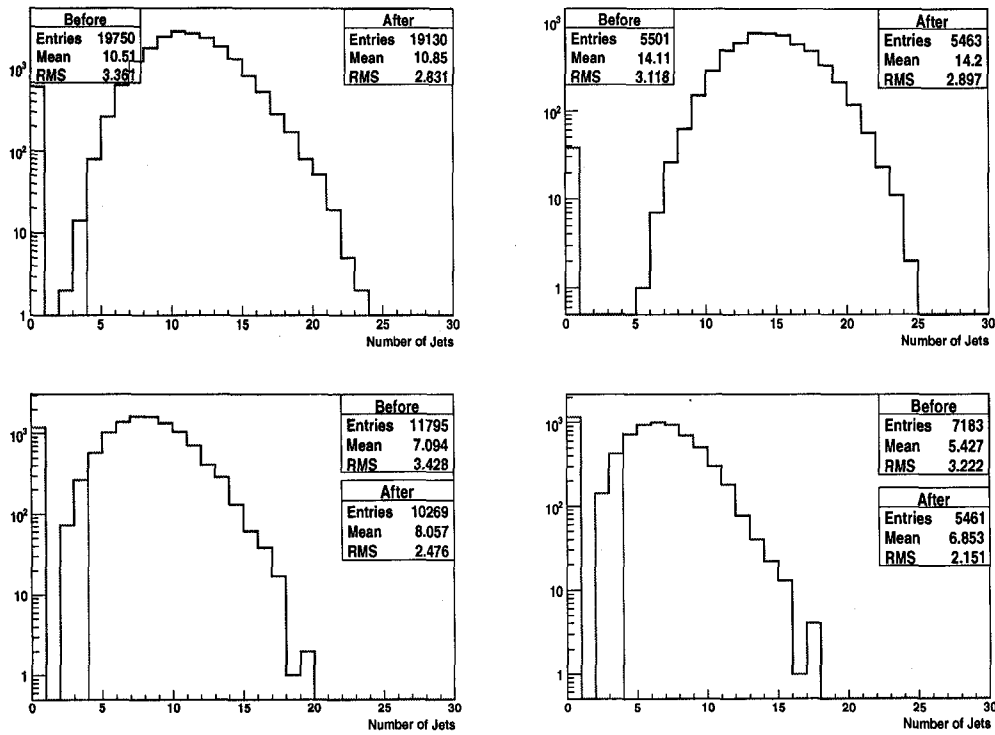 Before
Entries 19750
Mean 10.51
RMS 3.361
After
Entries 19130
Mean 10.85
RMS 2.831
10³
10²
10
1
0 5 10 15 20 25 30
Number of Jets
Before
Entries 5501
Mean 14.11
RMS 3.118
After
Entries 5463
Mean 14.2
RMS 2.897
10³
10²
10
1
0 5 10 15 20 25 30
Number of Jets
Before
Entries 11795
Mean 7.094
RMS 3.428
After
Entries 10269
Mean 8.057
RMS 2.476
10³
10²
10
1
0 5 10 15 20 25 30
Number of Jets
Before
Entries 7183
Mean 5.427
RMS 3.222
After
Entries 5461
Mean 6.853
RMS 2.151
10³
10²
10
1
0 5 10 15 20 25 30
Number of Jets